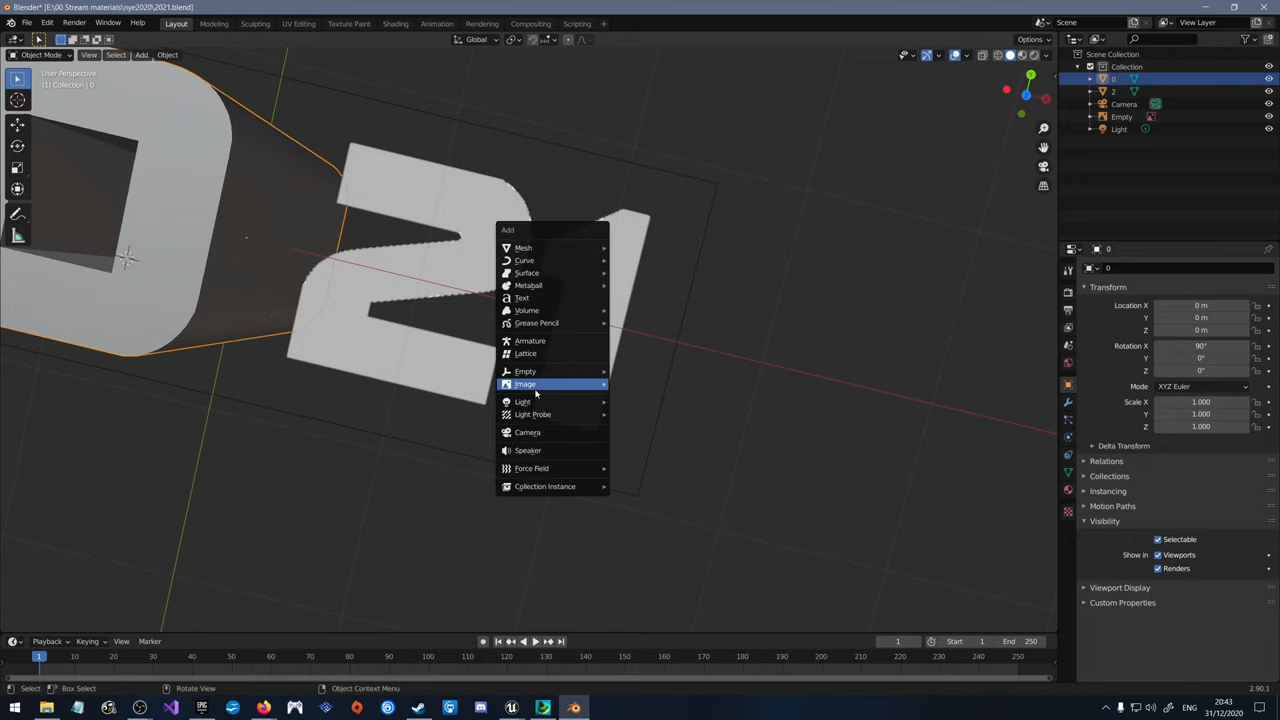 Blender* [E:\00 Stream materials\nye2020\2021.blend]
File Edit Render Window Help Layout Modeling Sculpting UV Editing Texture Paint Shading Animation Rendering Compositing Scripting + Scene View Layer
Global Options
Object Mode View Select Add Object
User Perspective
(1) Collection | 0
Scene Collection
Collection
0
2
Camera
Empty
Light
Add
Mesh
Curve
Surface
Metaball
Text
Volume
Grease Pencil
Armature
Lattice
Empty
Image
Light
Light Probe
Camera
Speaker
Force Field
Collection Instance
0
0
Transform
Location X 0 m
Y 0 m
Z 0 m
Rotation X 90°
Y 0°
Z 0°
Mode XYZ Euler
Scale X 1.000
Y 1.000
Z 1.000
Delta Transform
Relations
Collections
Instancing
Motion Paths
Visibility
Selectable
Show in Viewports
Renders
Viewport Display
Custom Properties
Playback Keying View Marker 1 Start 1 End 250
1 10 20 30 40 50 60 70 80 90 100 110 120 130 140 150 160 170 180 190 200 210 220 230 240 250
Select Box Select Rotate View Object Context Menu 2.90.1
ENG 20:43
31/12/2020